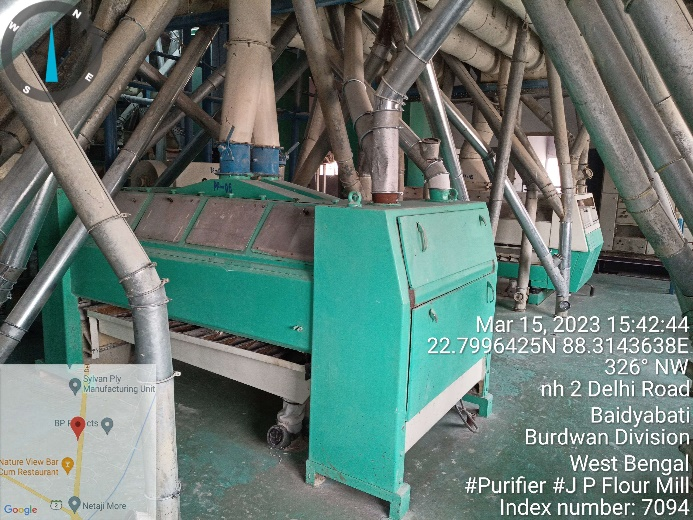 N
E
S
W
Mar 15, 2023 15:42:44
22.7996425N 88.3143638E
326° NW
nh 2 Delhi Road
Baidyabati
Burdwan Division
West Bengal
#Purifier #J P Flour Mill
Index number: 7094
Sylvan Ply
Manufacturing Unit
BP
cts
Nature View Bar
Cum Restaurant
2
Netaji More
Google